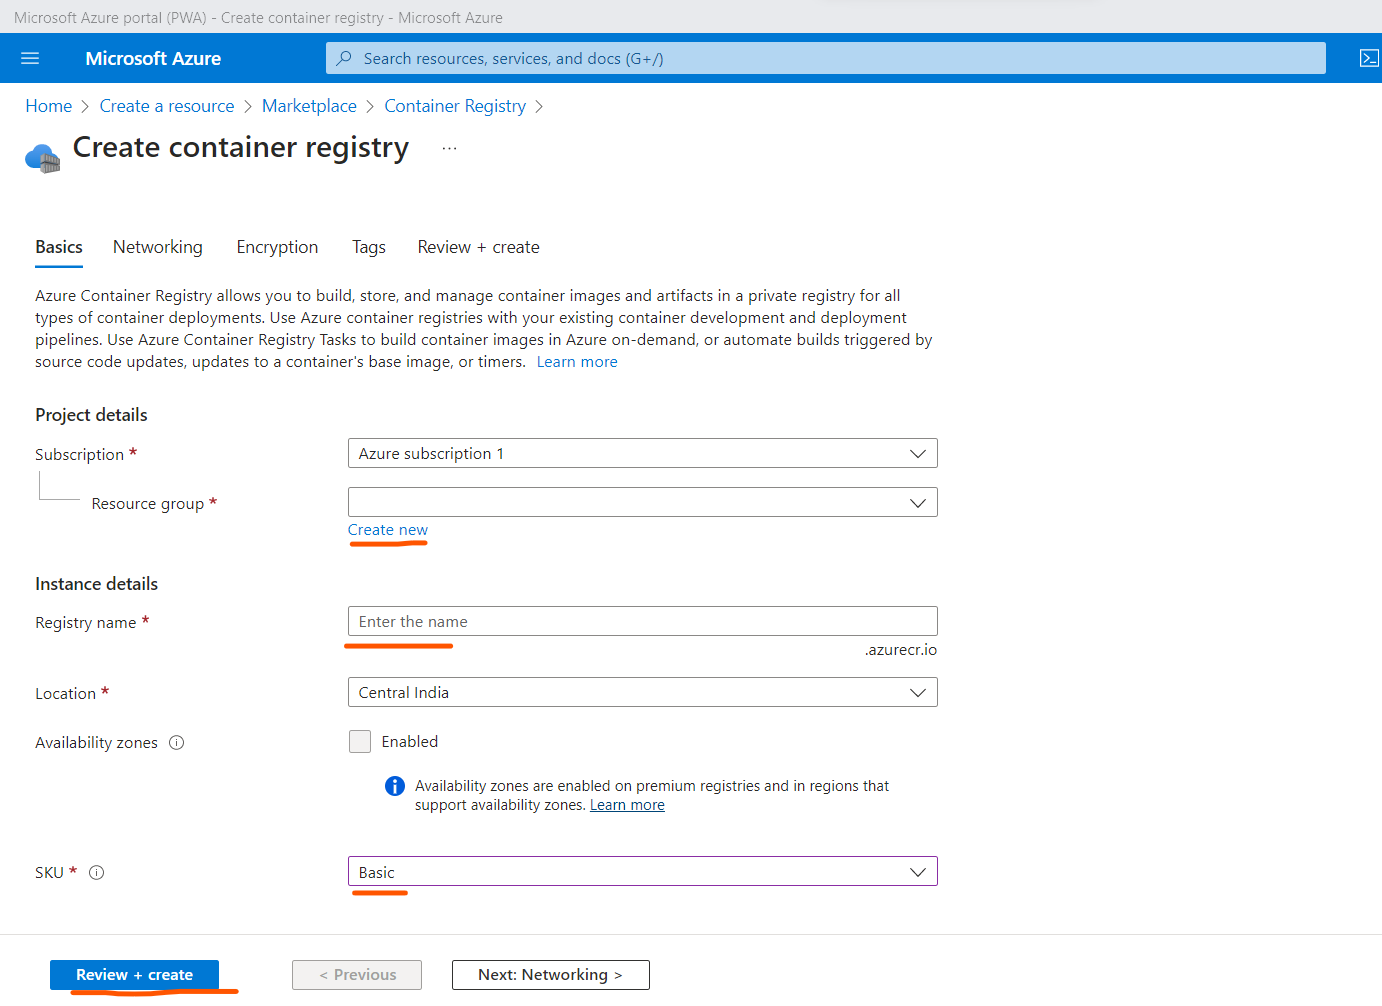 Microsoft Azure portal (PWA) - Create container registry - Microsoft Azure
Microsoft Azure
Search resources, services, and docs (G+/)
Home > Create a resource > Marketplace > Container Registry >
Create container registry ...
Basics Networking Encryption Tags Review + create
Azure Container Registry allows you to build, store, and manage container images and artifacts in a private registry for all
types of container deployments. Use Azure container registries with your existing container development and deployment
pipelines. Use Azure Container Registry Tasks to build container images in Azure on-demand, or automate builds triggered by
source code updates, updates to a container's base image, or timers. Learn more
Project details
Subscription * Azure subscription 1
Resource group *
Create new
Instance details
Registry name * Enter the name
.azurecr.io
Location * Central India
Availability zones Enabled
Availability zones are enabled on premium registries and in regions that
support availability zones. Learn more
SKU * Basic
Review + create < Previous Next: Networking >